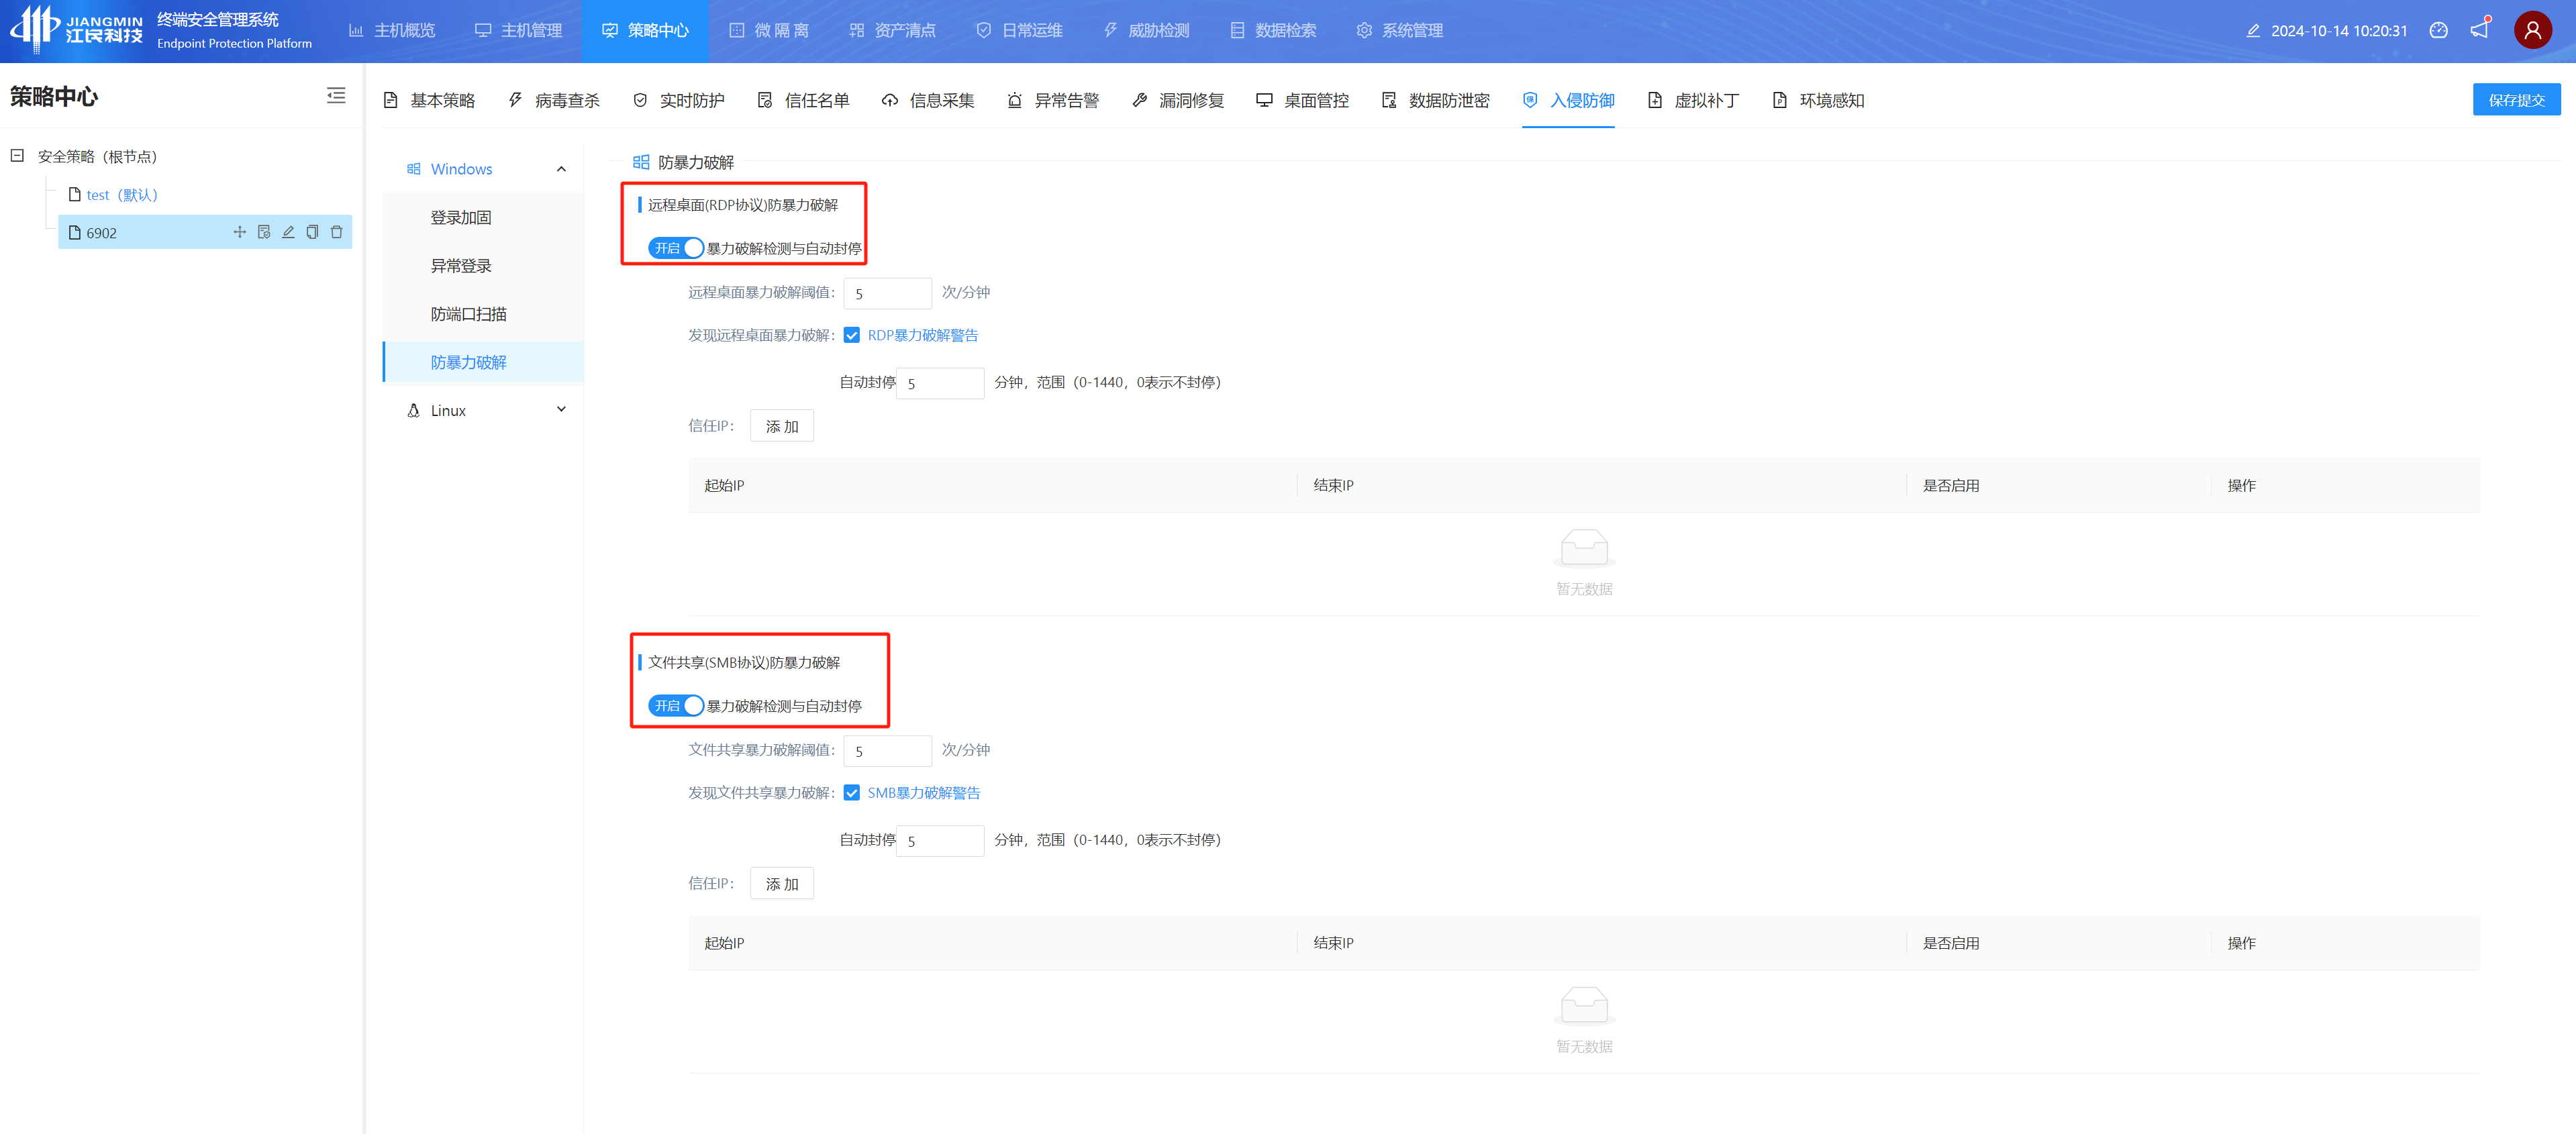 JIANGMIN
江民科技
终端安全管理系统
Endpoint Protection Platform
主机概览
主机管理
策略中心
微 隔 离
资产清点
日常运维
威胁检测
数据检索
系统管理
2024-10-14 10:20:31
策略中心
基本策略
病毒查杀
实时防护
信任名单
信息采集
异常告警
漏洞修复
桌面管控
数据防泄密
入侵防御
虚拟补丁
环境感知
保存提交
安全策略（根节点）
test（默认）
6902
Windows
登录加固
异常登录
防端口扫描
防暴力破解
Linux
防暴力破解
远程桌面(RDP协议)防暴力破解
开启 暴力破解检测与自动封停
远程桌面暴力破解阈值： 5 次/分钟
发现远程桌面暴力破解： RDP暴力破解警告
自动封停 5 分钟，范围（0-1440，0表示不封停）
信任IP： 添 加
起始IP 结束IP 是否启用 操作
暂无数据
文件共享(SMB协议)防暴力破解
开启 暴力破解检测与自动封停
文件共享暴力破解阈值： 5 次/分钟
发现文件共享暴力破解： SMB暴力破解警告
自动封停 5 分钟，范围（0-1440，0表示不封停）
信任IP： 添 加
起始IP 结束IP 是否启用 操作
暂无数据